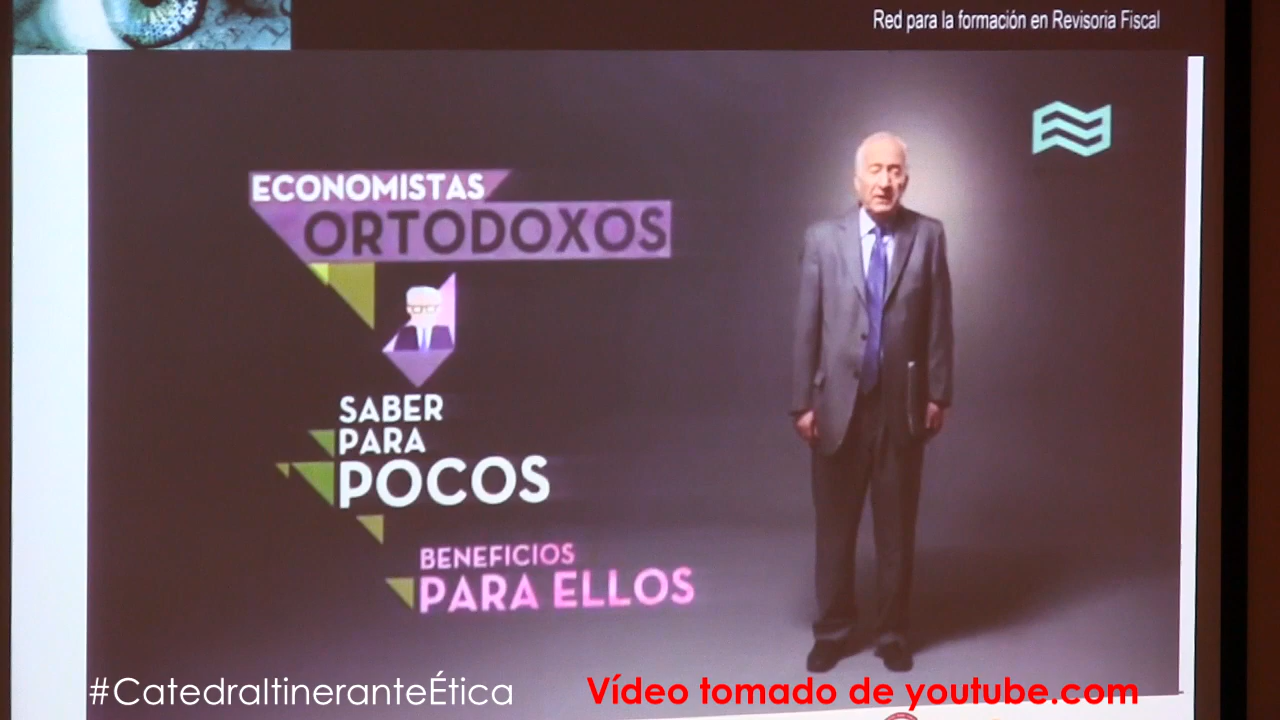 Red para la formación en Revisoria Fiscal
ECONOMISTAS
ORTODOXOS
SABER
PARA
POCOS
BENEFICIOS
PARA ELLOS
#CatedraItineranteÉtica
Vídeo tomado de youtube.com